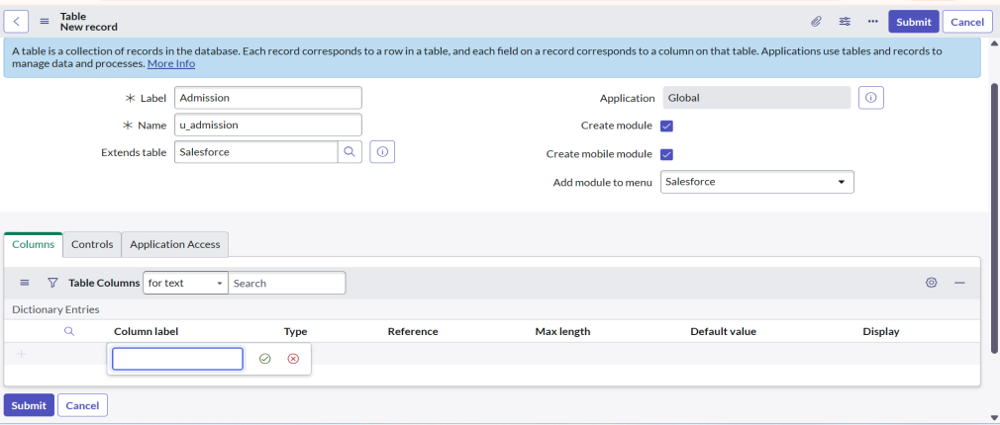 Table
New record
Submit
Cancel
A table is a collection of records in the database. Each record corresponds to a row in a table, and each field on a record corresponds to a column on that table. Applications use tables and records to
manage data and processes. More Info
Label Admission
Application Global
Name u_admission
Create module
Extends table Salesforce
Create mobile module
Add module to menu Salesforce
Columns Controls Application Access
Table Columns for text Search
Dictionary Entries
Column label Type Reference Max length Default value Display
Submit Cancel